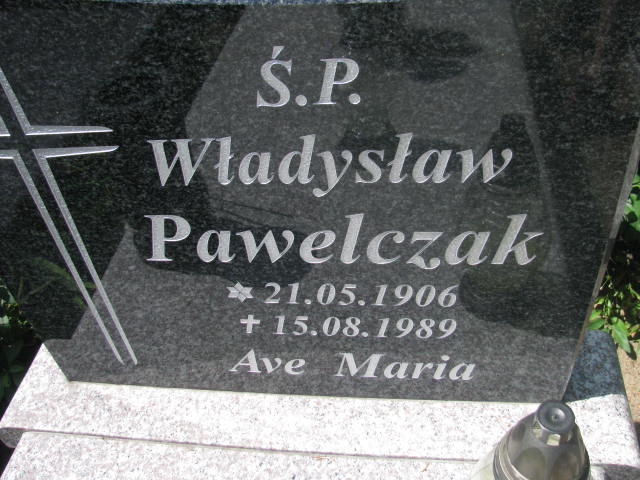 Ś.P.
Władysław
Pawelczak
* 21.05.1906
✝ 15.08.1989
Ave Maria